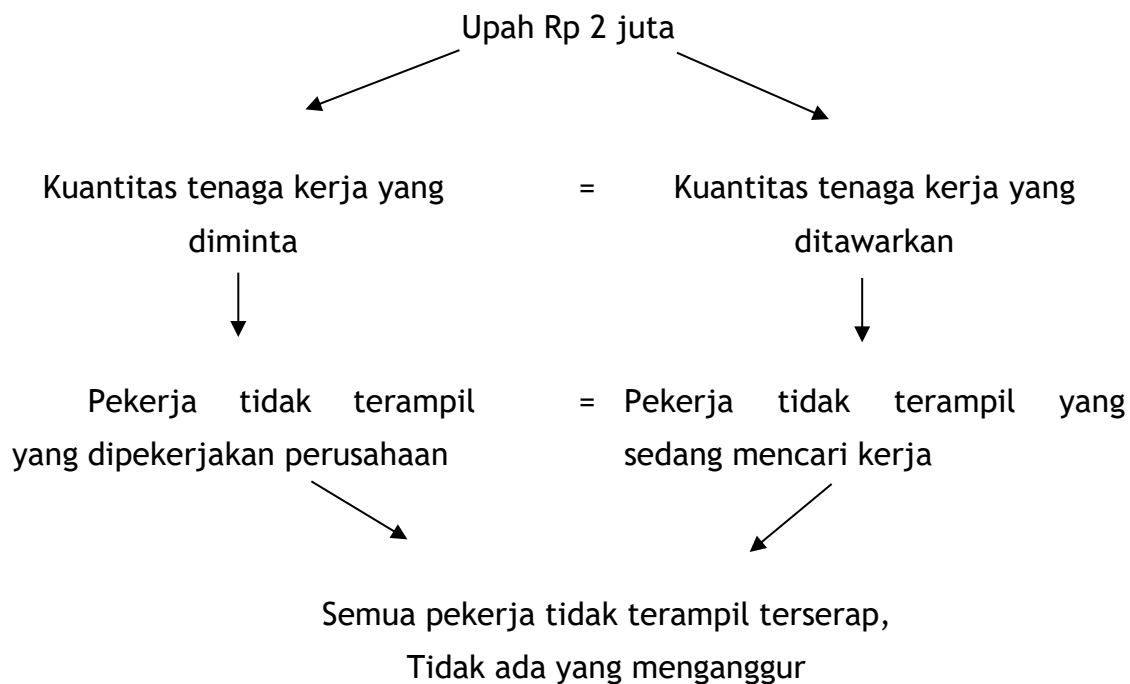 Upah Rp 2 juta
Kuantitas tenaga kerja yang = Kuantitas tenaga kerja yang
diminta ditawarkan
Pekerja tidak terampil = Pekerja tidak terampil yang
yang dipekerjakan perusahaan sedang mencari kerja
Semua pekerja tidak terampil terserap,
Tidak ada yang menganggur